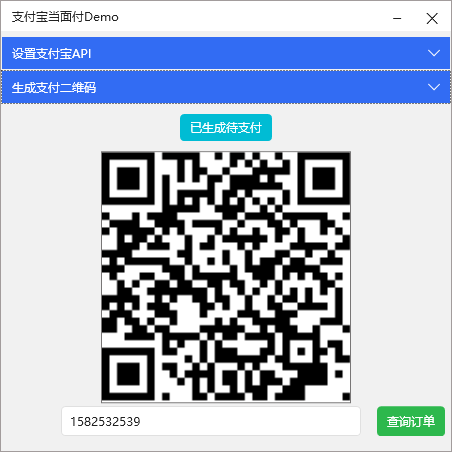 支付宝当面付Demo
设置支付宝API
生成支付二维码
已生成待支付
1582532539
查询订单